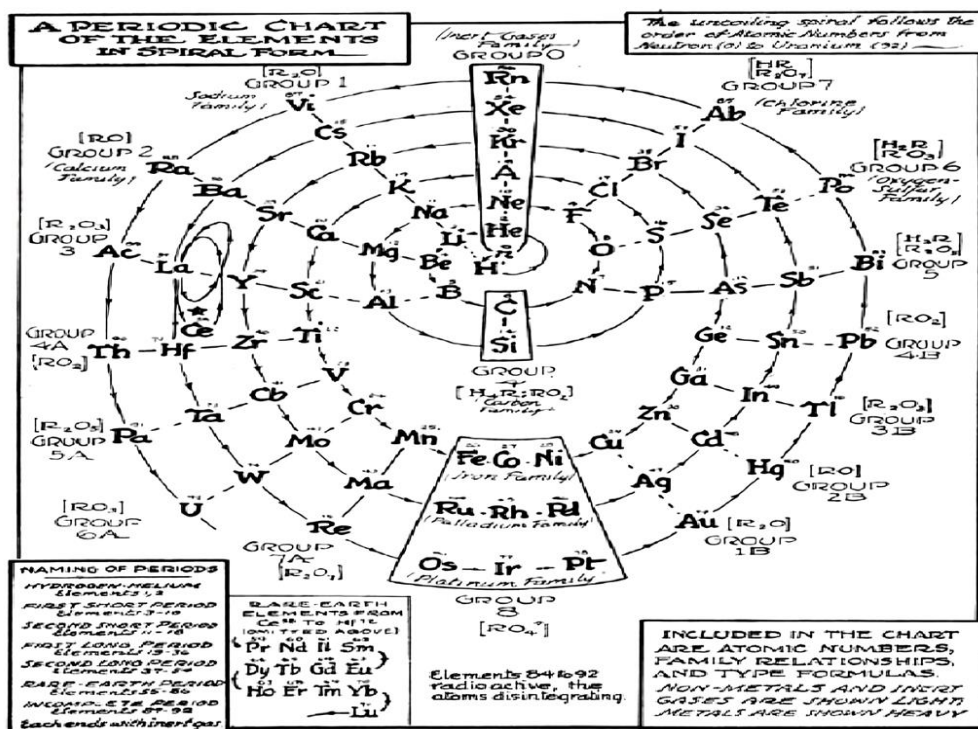 A PERIODIC CHART
OF THE ELEMENTS
IN SPIRAL FORM
(Inert Gases
Family)
GROUP 0
The uncoiling spiral follows the
order of Atomic Numbers from
Neutron (0) to Uranium (92)
[R₂O]
GROUP 1
(Sodium
Family)
[HR
R₂O₇]
GROUP 7
(Chlorine
Family)
[RO]
GROUP 2
(Calcium
Family)
[H₂R
RO₃]
GROUP 6
(Oxygen-
Sulfur
Family)
[R₂O₃]
GROUP
3
GROUP
5
GROUP
4A
[RO₂]
[RO₂]
GROUP
4B
[R₂O₅]
GROUP
5A
[R₂O₃]
GROUP
3B
[RO₃]
GROUP
6A
[RO]
GROUP
2B
GROUP
7A
[R₂O₇]
[R₂O]
GROUP
1B
GROUP
4
(Carbon
Family)
GROUP
8
[RO₄]
Rn
Vi Xe Ab
Cs Kr I
Ra Rb A Br Po
Ba K Ne Cl Te
Sr Na He F Se
Ca Li H O S
Ac La Mg Be N P As Sb Bi
Y Sc Al B C
Ce Si
Th Hf Zr Ti Ge Sn Pb
V Ga
Pa Ta Cb Cr Zn In Tl
Mo Mn Fe Co Ni Cu Cd
(Iron Family)
U W Ma Ru Rh Pd Ag Hg
(Palladium Family)
Re Os Ir Pt Au
(Platinum
Family)
NAMING OF PERIODS
HYDROGEN-HELIUM
Elements 1, 2
FIRST SHORT PERIOD
Elements 3-10
SECOND SHORT PERIOD
Elements 11-18
FIRST LONG PERIOD
Elements 19-36
SECOND LONG PERIOD
Elements 37-54
RARE-EARTH PERIOD
Elements 55-86
INCOMPLETE PERIOD
Elements 87-92
Each ends with inert gas
RARE-EARTH
ELEMENTS FROM
Ce⁵⁸ TO Hf⁷²
(OMITTED ABOVE)
Pr Nd Il Sm
Dy Tb Gd Eu
Ho Er Tm Yb
Lu
Elements 84 to 92
radioactive, the
atoms disintegrating.
INCLUDED IN THE CHART
ARE ATOMIC NUMBERS,
FAMILY RELATIONSHIPS,
AND TYPE FORMULAS.
NON-METALS AND INERT
GASES ARE SHOWN LIGHT;
METALS ARE SHOWN HEAVY